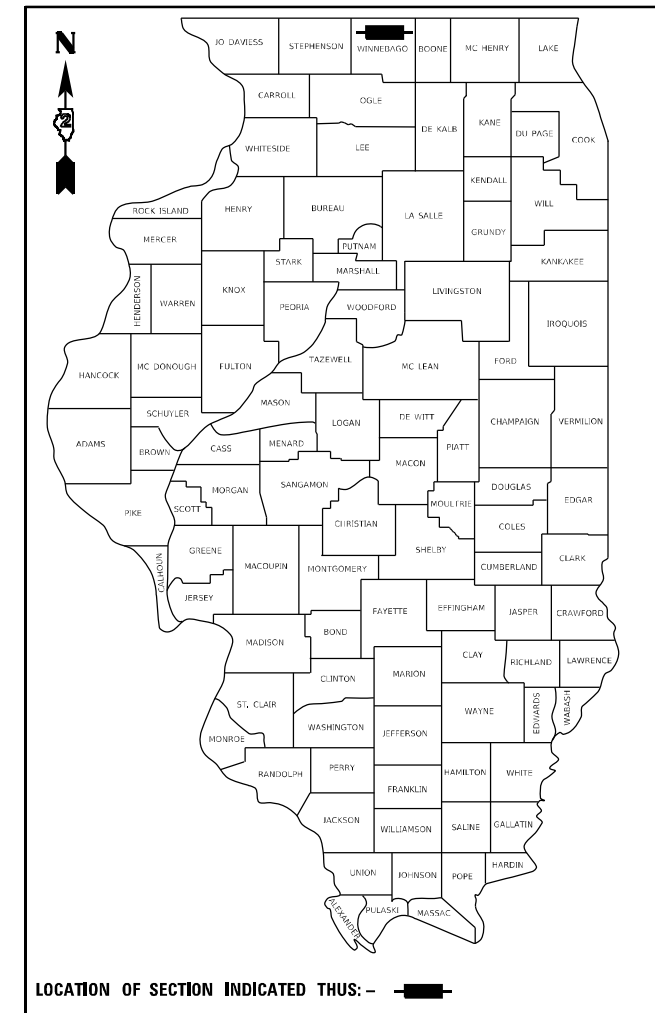 N
2
JO DAVIESS STEPHENSON WINNEBAGO BOONE MC HENRY LAKE
CARROLL OGLE DE KALB KANE DU PAGE COOK
WHITESIDE LEE
KENDALL WILL
ROCK ISLAND HENRY BUREAU LA SALLE GRUNDY
MERCER PUTNAM KANKAKEE
STARK MARSHALL
HENDERSON WARREN KNOX PEORIA WOODFORD LIVINGSTON IROQUOIS
HANCOCK MC DONOUGH FULTON TAZEWELL MC LEAN FORD
MASON
SCHUYLER LOGAN DE WITT CHAMPAIGN VERMILION
ADAMS BROWN CASS MENARD PIATT
MACON
PIKE SCOTT MORGAN SANGAMON MOULTRIE DOUGLAS EDGAR
CHRISTIAN COLES
CALHOUN GREENE MACOUPIN MONTGOMERY SHELBY CUMBERLAND CLARK
JERSEY FAYETTE EFFINGHAM JASPER CRAWFORD
MADISON BOND
CLINTON MARION CLAY RICHLAND LAWRENCE
ST. CLAIR WAYNE EDWARDS WABASH
MONROE WASHINGTON JEFFERSON
RANDOLPH PERRY HAMILTON WHITE
FRANKLIN
JACKSON WILLIAMSON SALINE GALLATIN
UNION JOHNSON POPE HARDIN
ALEXANDER PULASKI MASSAC
LOCATION OF SECTION INDICATED THUS: -